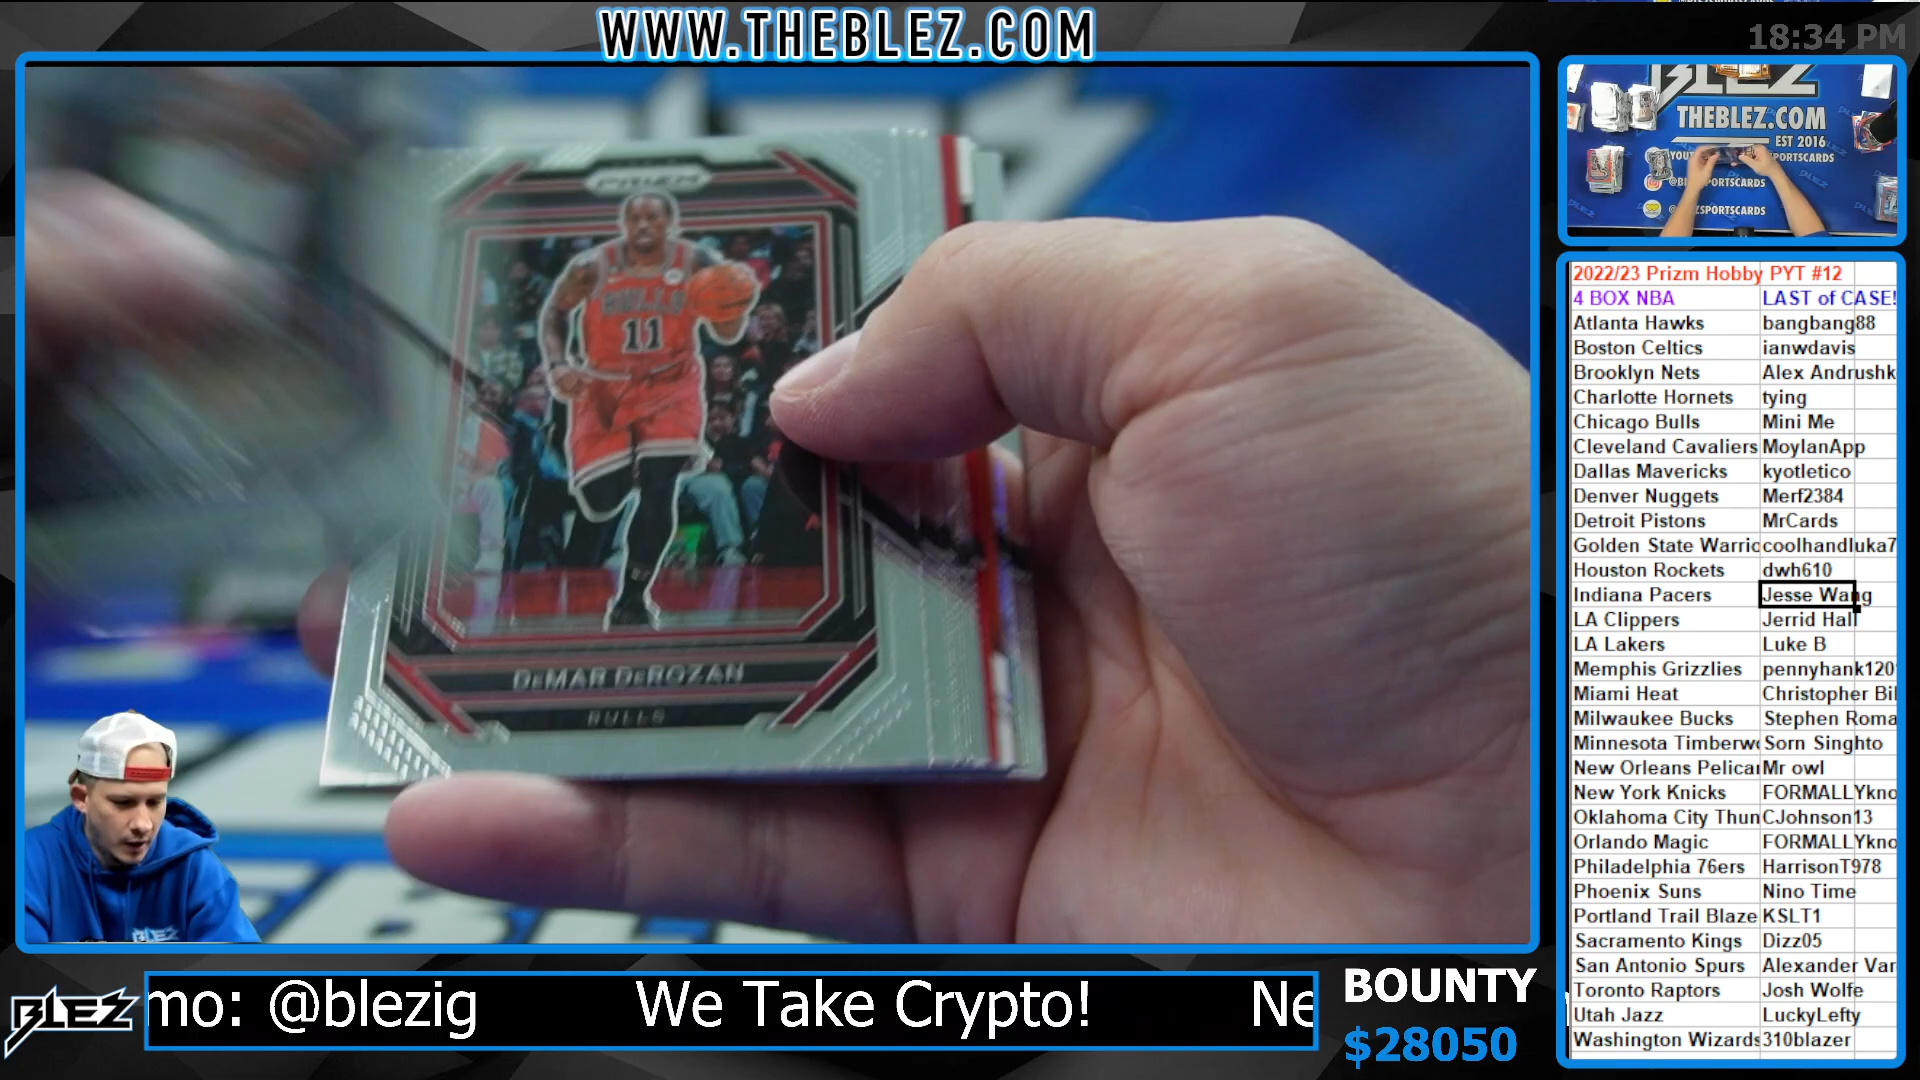 WWW.THEBLEZ.COM
18:34 PM
PRIZM
BULLS
11
DEMAR DEROZAN
BULLS
BLEZ
THEBLEZ.COM
EST 2016
2022/23 Prizm Hobby PYT #12
4 BOX NBA LAST of CASE!
Atlanta Hawks bangbang88
Boston Celtics ianwdavis
Brooklyn Nets Alex Andrushk
Charlotte Hornets tying
Chicago Bulls Mini Me
Cleveland Cavaliers MoylanApp
Dallas Mavericks kyotletico
Denver Nuggets Merf2384
Detroit Pistons MrCards
Golden State Warrio coolhandluka7
Houston Rockets dwh610
Indiana Pacers Jesse Wang
LA Clippers Jerrid Hall
LA Lakers Luke B
Memphis Grizzlies pennyhank120
Miami Heat Christopher Bil
Milwaukee Bucks Stephen Roma
Minnesota Timberwo Sorn Singhto
New Orleans Pelica Mr owl
New York Knicks FORMALLYkno
Oklahoma City Thun CJohnson13
Orlando Magic FORMALLYkno
Philadelphia 76ers HarrisonT978
Phoenix Suns Nino Time
Portland Trail Blaze KSLT1
Sacramento Kings Dizz05
San Antonio Spurs Alexander Var
Toronto Raptors Josh Wolfe
Utah Jazz LuckyLefty
Washington Wizards 310blazer
BLEZ
BLEZ
mo: @blezig We Take Crypto! Ne
BOUNTY
$28050